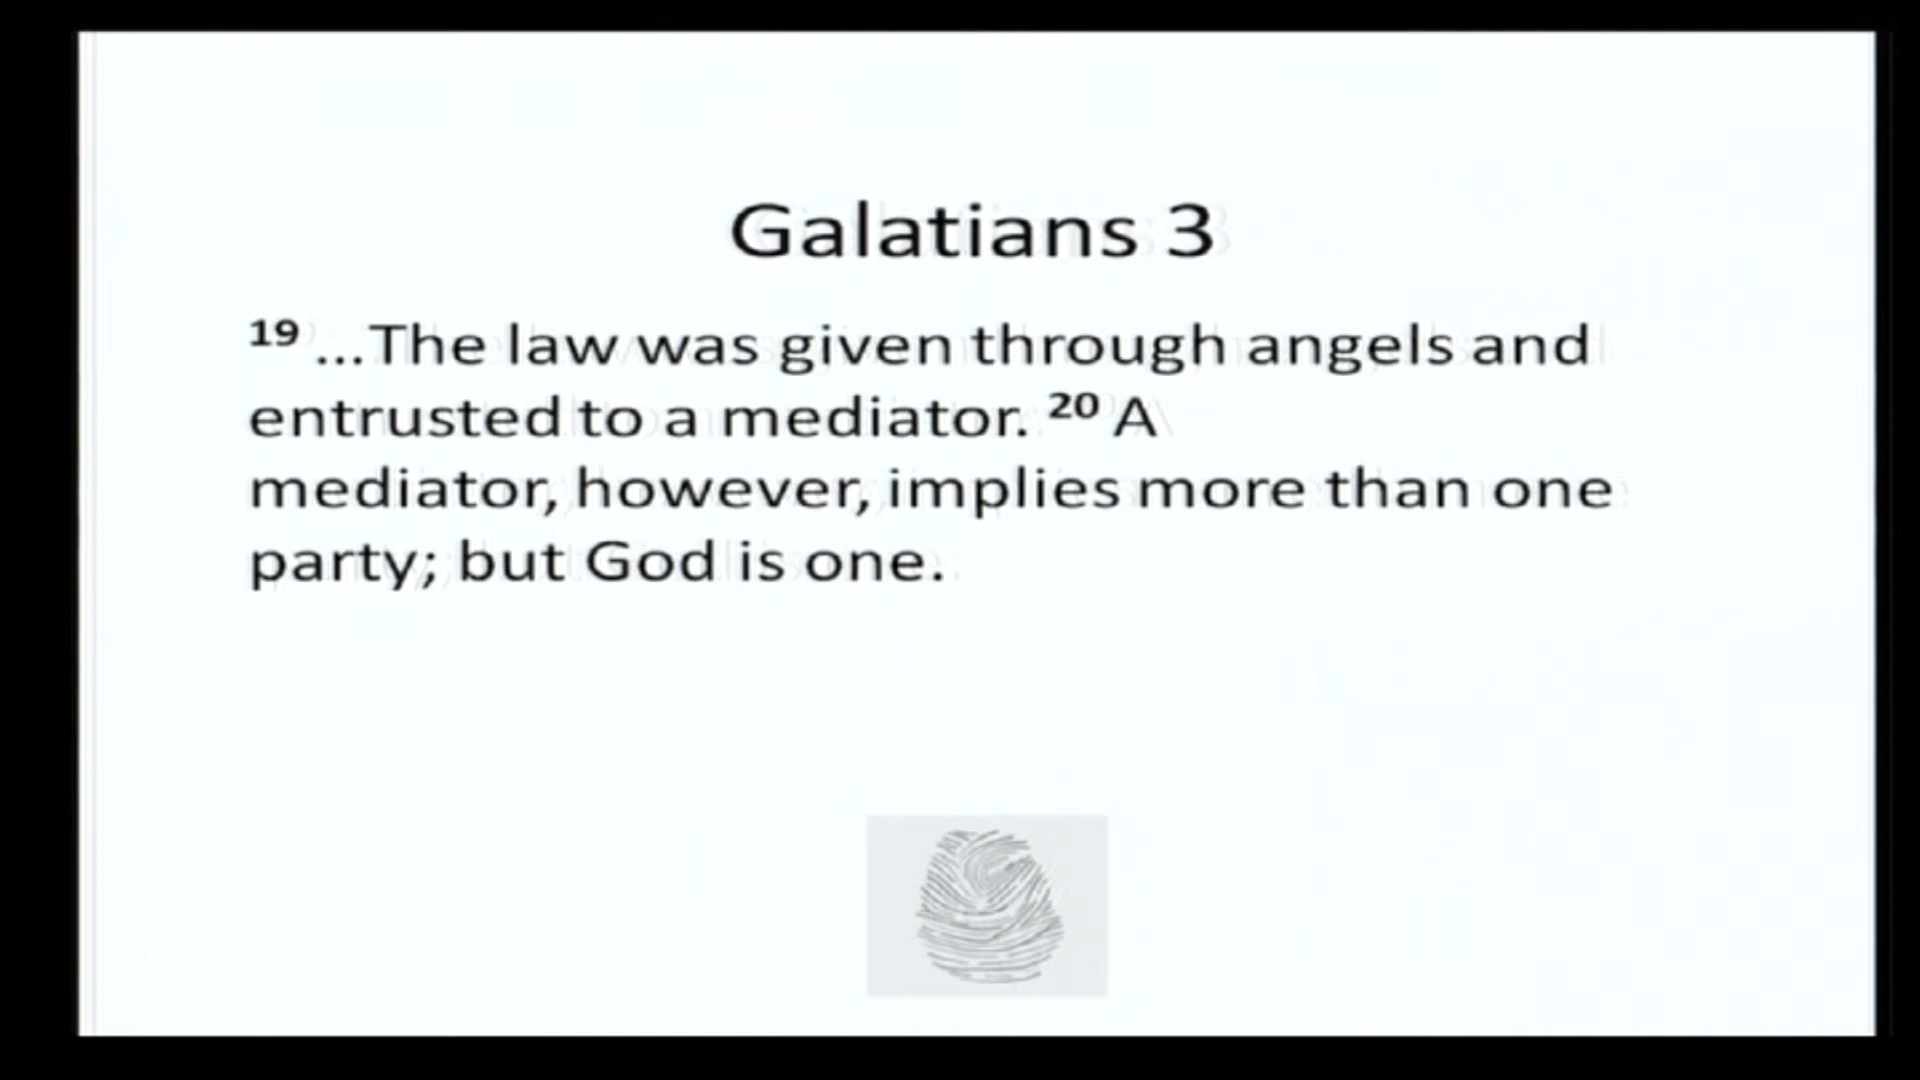 Galatians 3
19 ...The law was given through angels and
entrusted to a mediator. 20 A
mediator, however, implies more than one
party; but God is one.